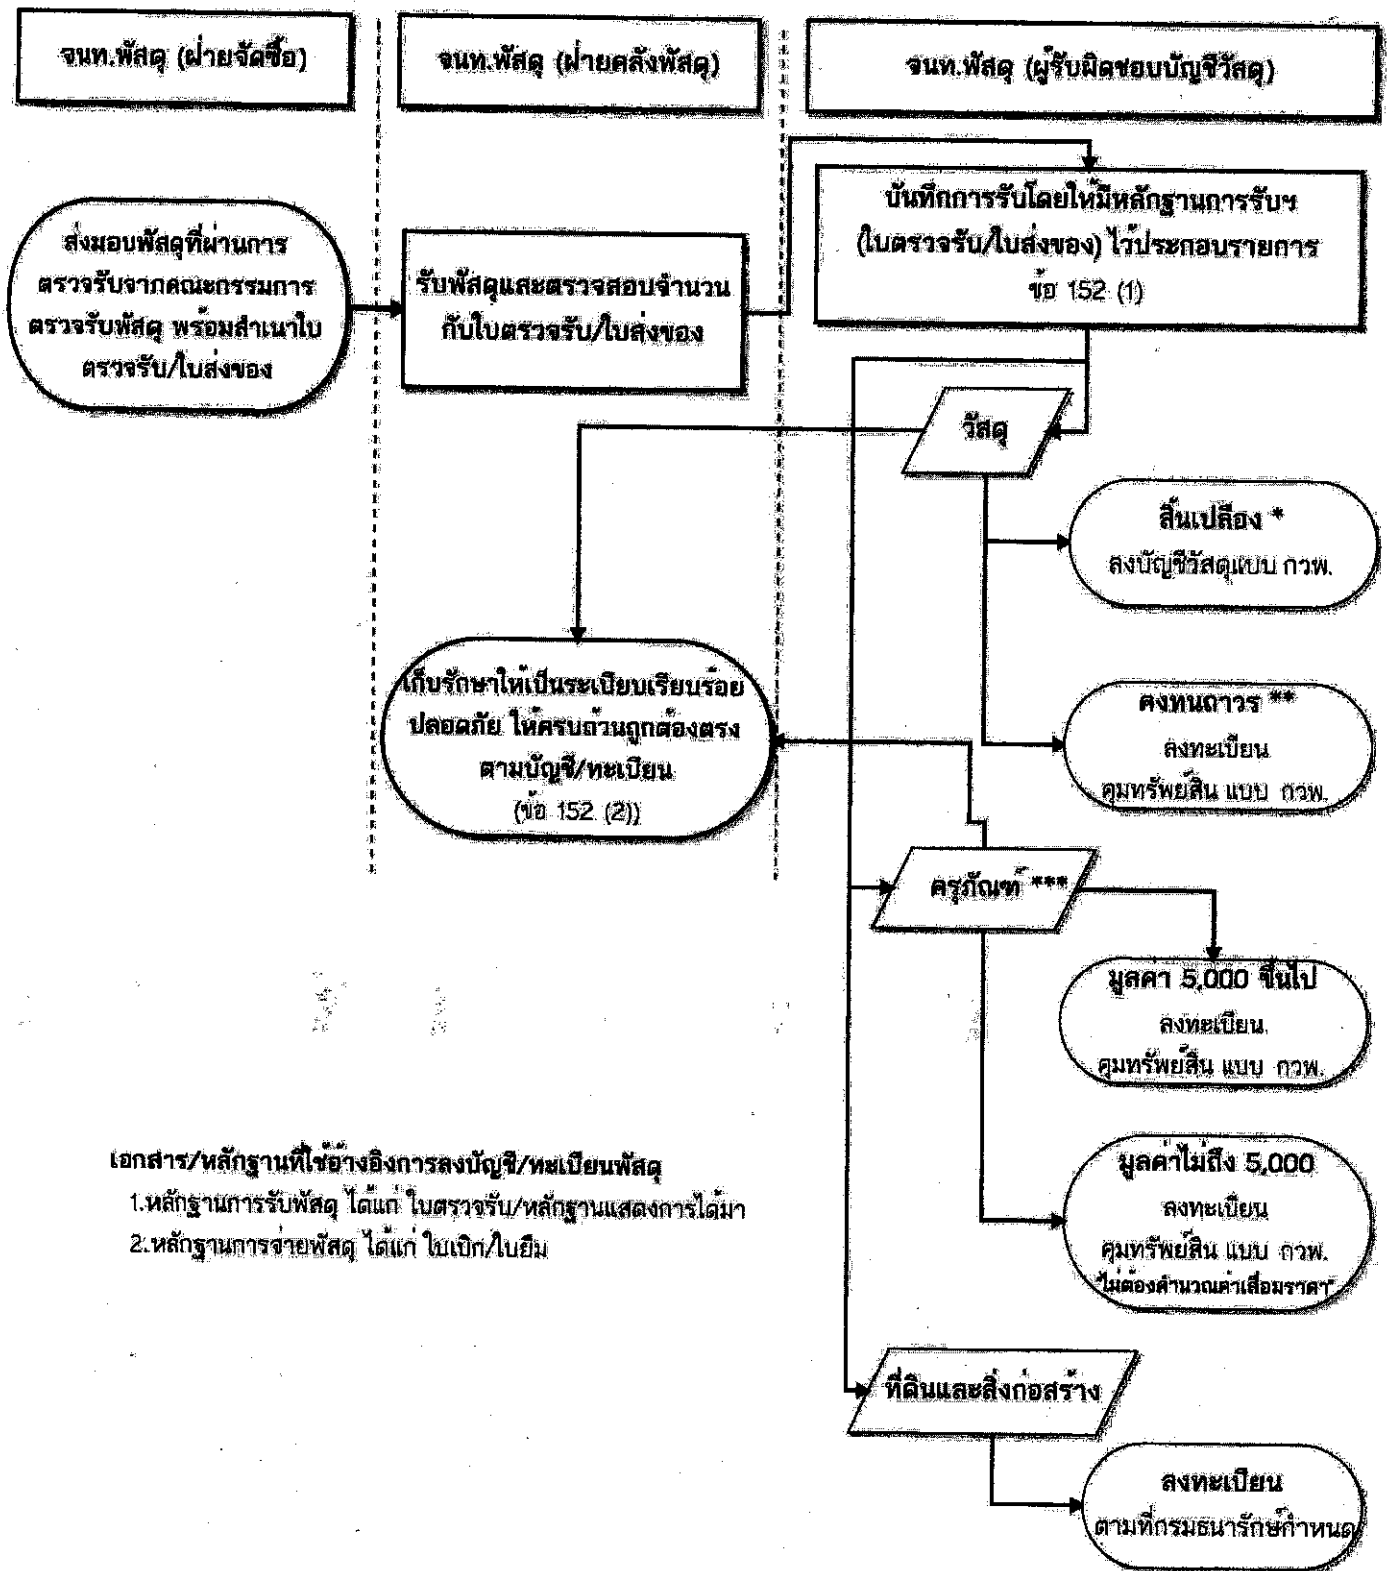 จนท.พัสดุ (ฝ่ายจัดซื้อ)
จนท.พัสดุ (ฝ่ายคลังพัสดุ)
จนท.พัสดุ (ผู้รับผิดชอบบัญชีวัสดุ)
ส่งมอบพัสดุที่ผ่านการ
ตรวจรับจากคณะกรรมการ
ตรวจรับพัสดุ พร้อมสำเนาใบ
ตรวจรับ/ใบส่งของ
รับพัสดุและตรวจสอบจำนวน
กับใบตรวจรับ/ใบส่งของ
บันทึกการรับโดยให้มีหลักฐานการรับฯ
(ใบตรวจรับ/ใบส่งของ) ไว้ประกอบรายการ
ข้อ 152 (1)
วัสดุ
สิ้นเปลือง *
ลงบัญชีวัสดุแบบ กวพ.
คงทนถาวร **
ลงทะเบียน
คุมทรัพย์สิน แบบ กวพ.
เก็บรักษาให้เป็นระเบียบเรียบร้อย
ปลอดภัย ให้ครบถ้วนถูกต้องตรง
ตามบัญชี/ทะเบียน
(ข้อ 152 (2))
ครุภัณฑ์ ***
มูลค่า 5,000 ขึ้นไป
ลงทะเบียน
คุมทรัพย์สิน แบบ กวพ.
มูลค่าไม่ถึง 5,000
ลงทะเบียน
คุมทรัพย์สิน แบบ กวพ.
"ไม่ต้องคำนวณค่าเสื่อมราคา"
ที่ดินและสิ่งก่อสร้าง
ลงทะเบียน
ตามที่กรมธนารักษ์กำหนด
เอกสาร/หลักฐานที่ใช้อ้างอิงการลงบัญชี/ทะเบียนพัสดุ
1.หลักฐานการรับพัสดุ ได้แก่ ใบตรวจรับ/หลักฐานแสดงการได้มา
2.หลักฐานการจ่ายพัสดุ ได้แก่ ใบเบิก/ใบยืม